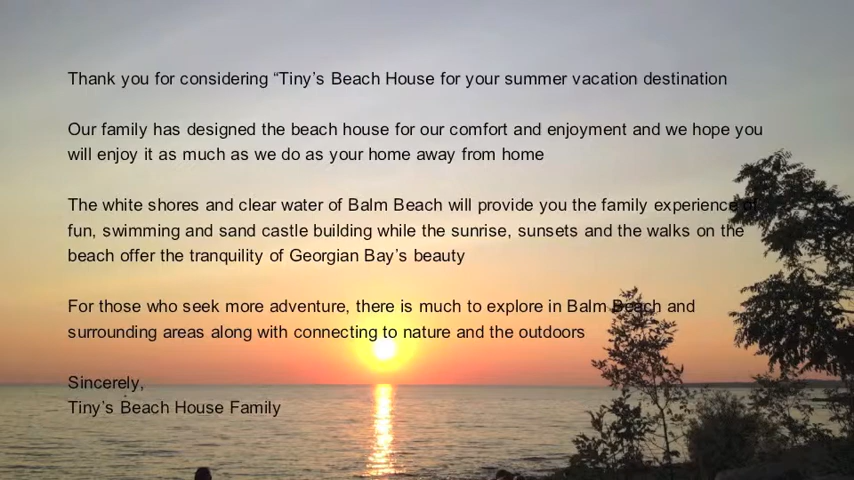 Thank you for considering “Tiny’s Beach House for your summer vacation destination
Our family has designed the beach house for our comfort and enjoyment and we hope you
will enjoy it as much as we do as your home away from home
The white shores and clear water of Balm Beach will provide you the family experience of
fun, swimming and sand castle building while the sunrise, sunsets and the walks on the
beach offer the tranquility of Georgian Bay’s beauty
For those who seek more adventure, there is much to explore in Balm Beach and
surrounding areas along with connecting to nature and the outdoors
Sincerely,
Tiny’s Beach House Family